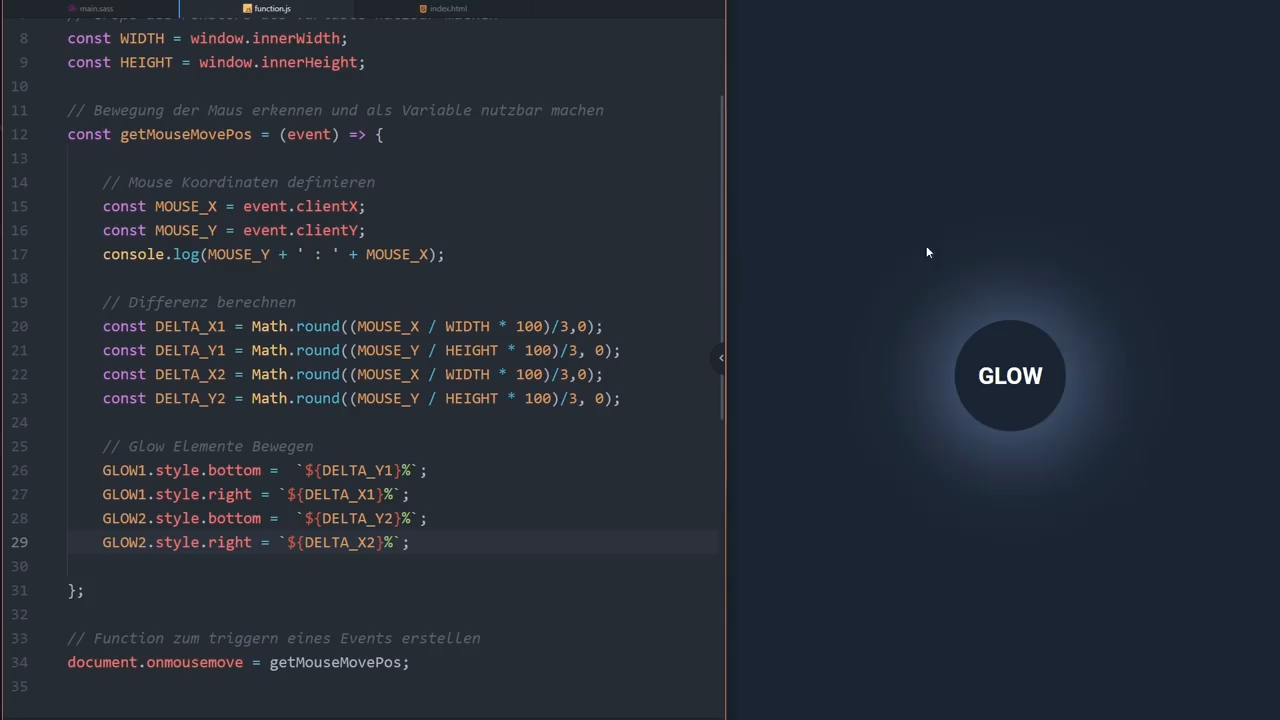 main.sass
function.js
index.html
8 const WIDTH = window.innerWidth;
9 const HEIGHT = window.innerHeight;
10
11 // Bewegung der Maus erkennen und als Variable nutzbar machen
12 const getMouseMovePos = (event) => {
13
14 // Mouse Koordinaten definieren
15 const MOUSE_X = event.clientX;
16 const MOUSE_Y = event.clientY;
17 console.log(MOUSE_Y + ' : ' + MOUSE_X);
18
19 // Differenz berechnen
20 const DELTA_X1 = Math.round((MOUSE_X / WIDTH * 100)/3,0);
21 const DELTA_Y1 = Math.round((MOUSE_Y / HEIGHT * 100)/3, 0);
22 const DELTA_X2 = Math.round((MOUSE_X / WIDTH * 100)/3,0);
23 const DELTA_Y2 = Math.round((MOUSE_Y / HEIGHT * 100)/3, 0);
24
25 // Glow Elemente Bewegen
26 GLOW1.style.bottom =  `${DELTA_Y1}%`;
27 GLOW1.style.right = `${DELTA_X1}%`;
28 GLOW2.style.bottom =  `${DELTA_Y2}%`;
29 GLOW2.style.right = `${DELTA_X2}%`;
30
31 };
32
33 // Function zum triggern eines Events erstellen
34 document.onmousemove = getMouseMovePos;
35
GLOW